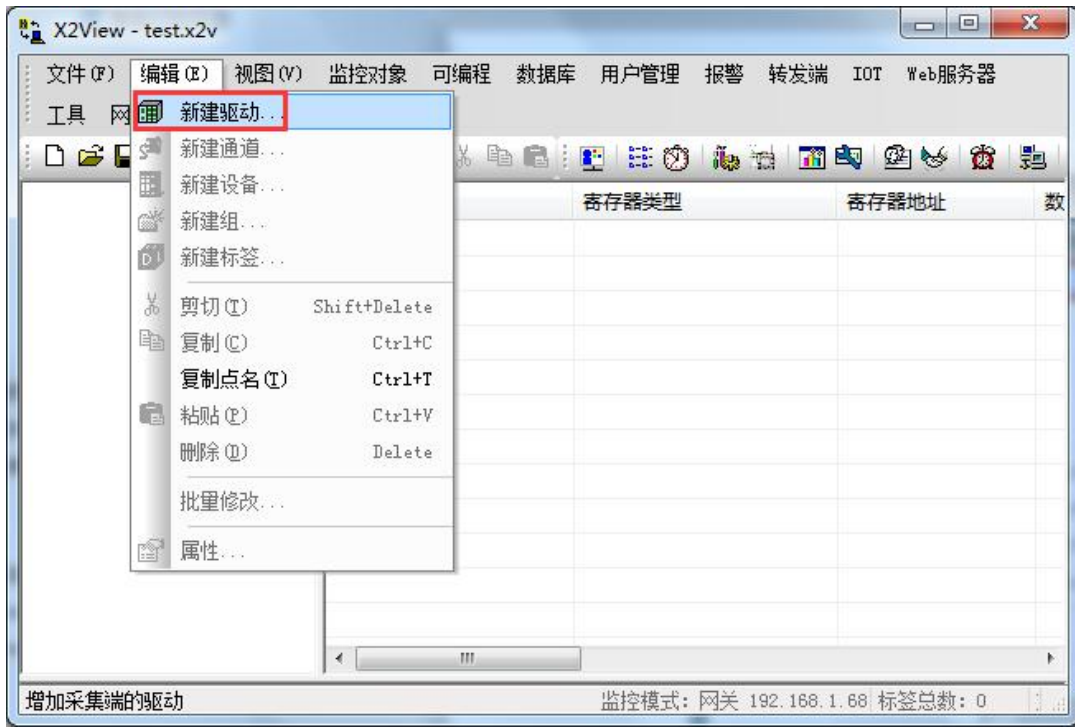 X2View - test.x2v
文件(F) 编辑(E) 视图(V) 监控对象 可编程 数据库 用户管理 报警 转发端 IOT Web服务器
工具 网
新建驱动...
新建通道...
新建设备...
新建组...
新建标签...
剪切(T) Shift+Delete
复制(C) Ctrl+C
复制点名(T) Ctrl+T
粘贴(P) Ctrl+V
删除(D) Delete
批里修改...
属性...
寄存器类型 寄存器地址 数
增加采集端的驱动 监控模式: 网关 192.168.1.68 标签总数: 0